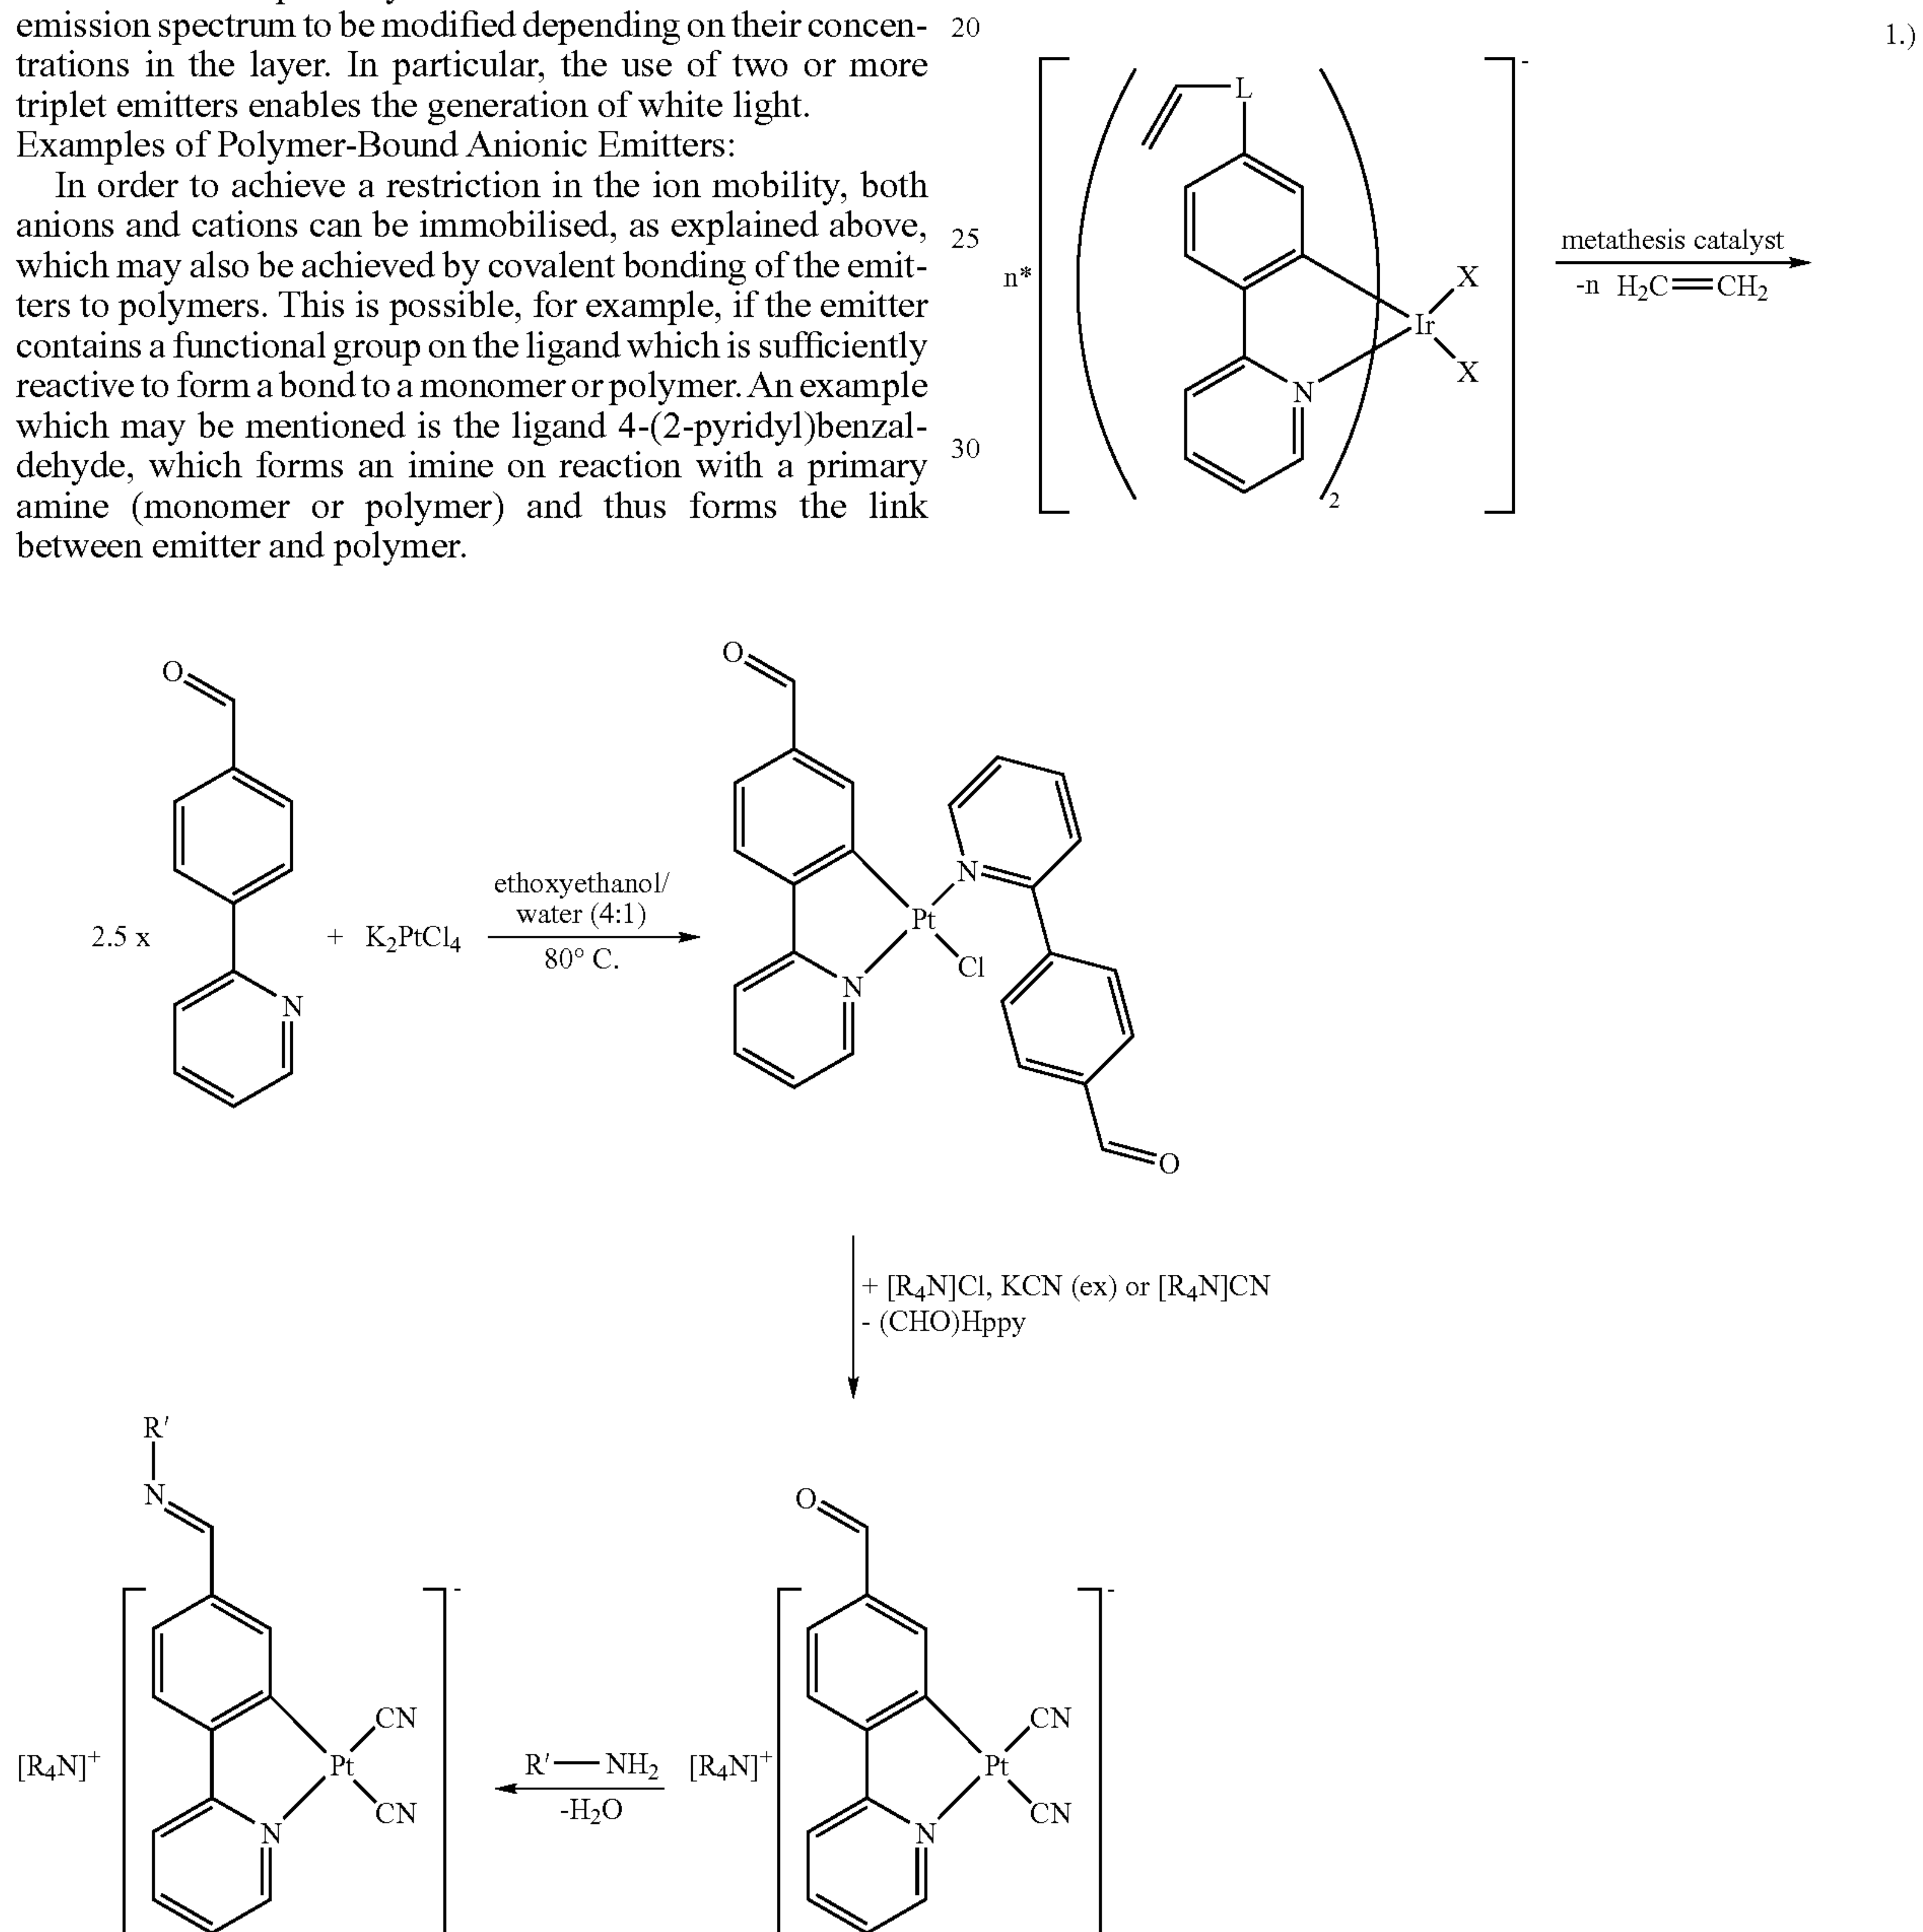 emission spectrum to be modified depending on their concen-
trations in the layer. In particular, the use of two or more
triplet emitters enables the generation of white light.
Examples of Polymer-Bound Anionic Emitters:
In order to achieve a restriction in the ion mobility, both
anions and cations can be immobilised, as explained above,
which may also be achieved by covalent bonding of the emit-
ters to polymers. This is possible, for example, if the emitter
contains a functional group on the ligand which is sufficiently
reactive to form a bond to a monomer or polymer. An example
which may be mentioned is the ligand 4-(2-pyridyl)benzal-
dehyde, which forms an imine on reaction with a primary
amine (monomer or polymer) and thus forms the link
between emitter and polymer.
20
25
30
1.)
-
L
n*
X
Ir
X
N
2
metathesis catalyst
-n H₂C=CH₂
O
N
2.5 x
+ K₂PtCl₄
ethoxyethanol/
water (4:1)
80° C.
O
N
Pt
Cl
N
O
+ [R₄N]Cl, KCN (ex) or [R₄N]CN
- (CHO)Hppy
R'
N
-
CN
[R₄N]⁺
Pt
CN
N
R'—NH₂
-H₂O
O
-
CN
[R₄N]⁺
Pt
CN
N